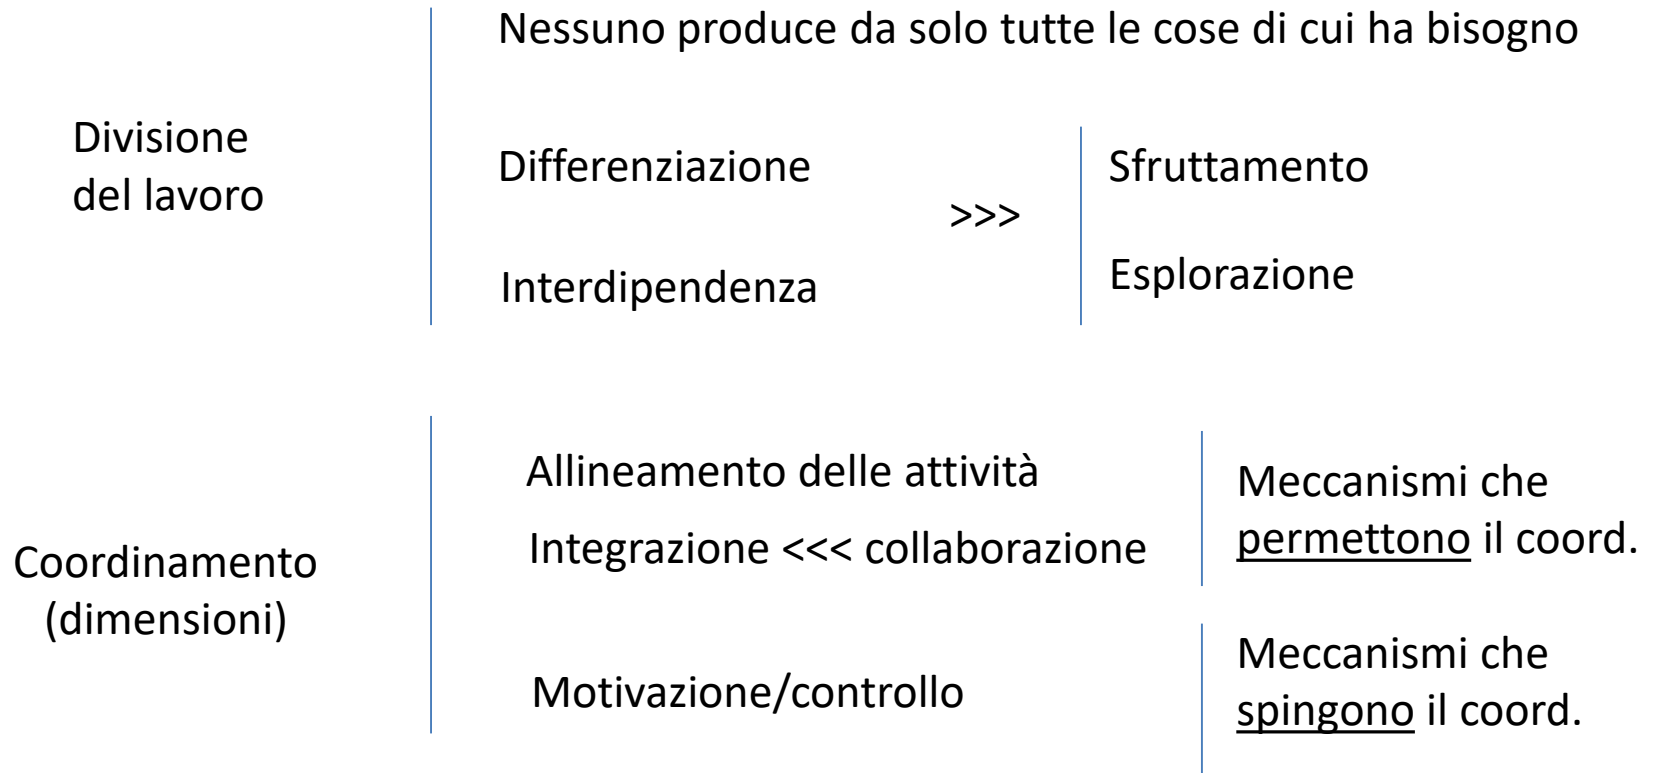 Nessuno produce da solo tutte le cose di cui ha bisogno
Divisione
del lavoro
Differenziazione
>>>
Interdipendenza
Sfruttamento
Esplorazione
Coordinamento
(dimensioni)
Allineamento delle attività
Integrazione <<< collaborazione
Meccanismi che
permettono il coord.
Motivazione/controllo
Meccanismi che
spingono il coord.